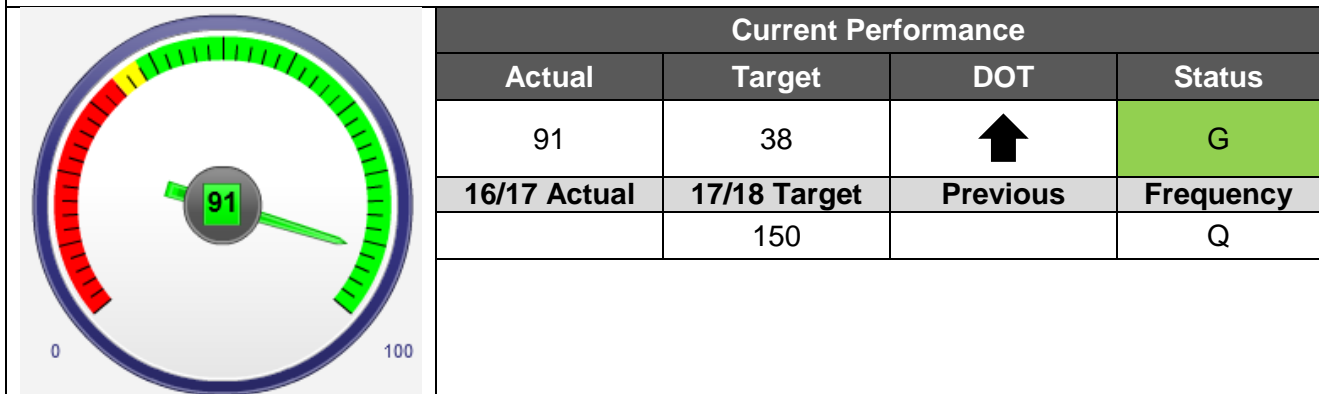 Current Performance
Actual Target DOT Status
91 38 G
16/17 Actual 17/18 Target Previous Frequency
150 Q
91
0 100